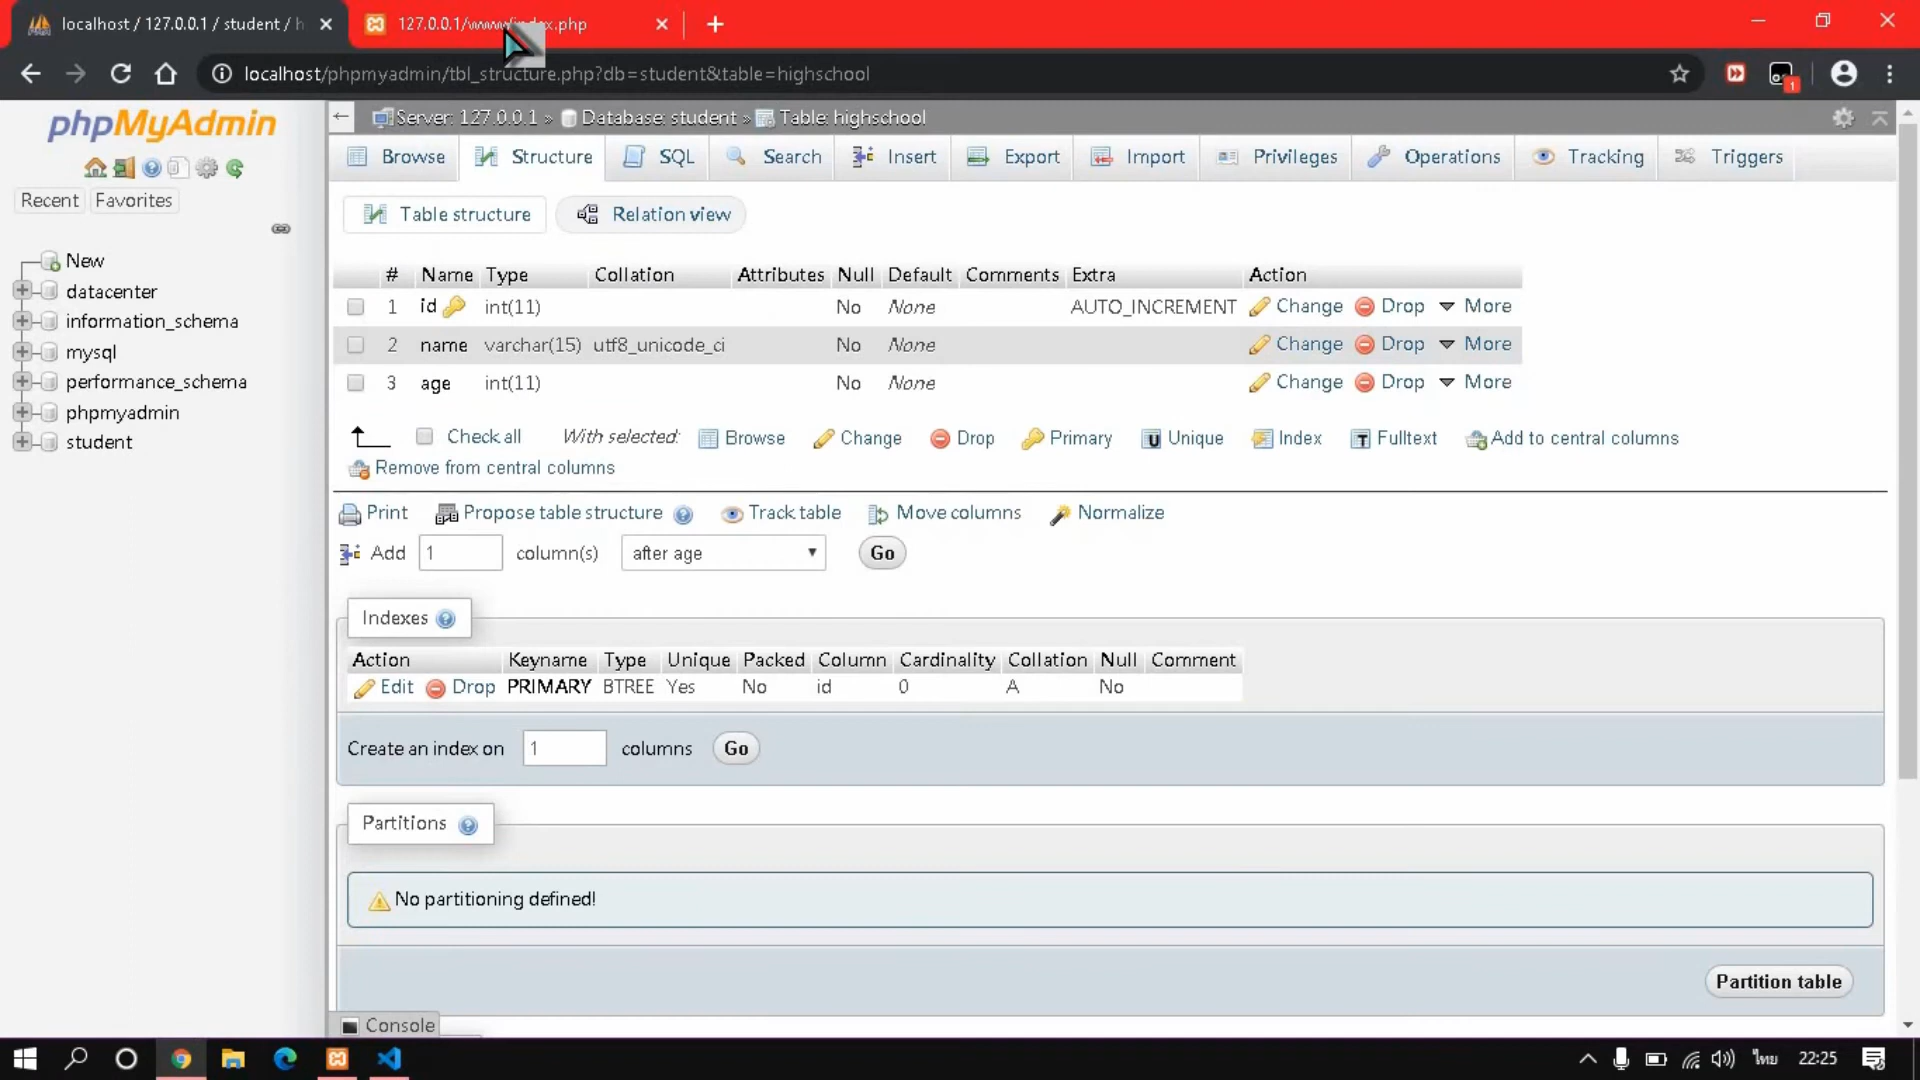 localhost / 127.0.0.1 / student / h
127.0.0.1/www/index.php
localhost/phpmyadmin/tbl_structure.php?db=student&table=highschool
1
phpMyAdmin
Recent Favorites
New
datacenter
information_schema
mysql
performance_schema
phpmyadmin
student
Server: 127.0.0.1 » Database: student » Table: highschool
Browse Structure SQL Search Insert Export Import Privileges Operations Tracking Triggers
Table structure Relation view
# Name Type Collation Attributes Null Default Comments Extra Action
1 id int(11) No None AUTO_INCREMENT Change Drop More
2 name varchar(15) utf8_unicode_ci No None Change Drop More
3 age int(11) No None Change Drop More
Check all With selected: Browse Change Drop Primary Unique Index Fulltext Add to central columns
Remove from central columns
Print Propose table structure Track table Move columns Normalize
Add 1 column(s) after age Go
Indexes
Action Keyname Type Unique Packed Column Cardinality Collation Null Comment
Edit Drop PRIMARY BTREE Yes No id 0 A No
Create an index on 1 columns Go
Partitions
No partitioning defined!
Partition table
Console
ไทย 22:25